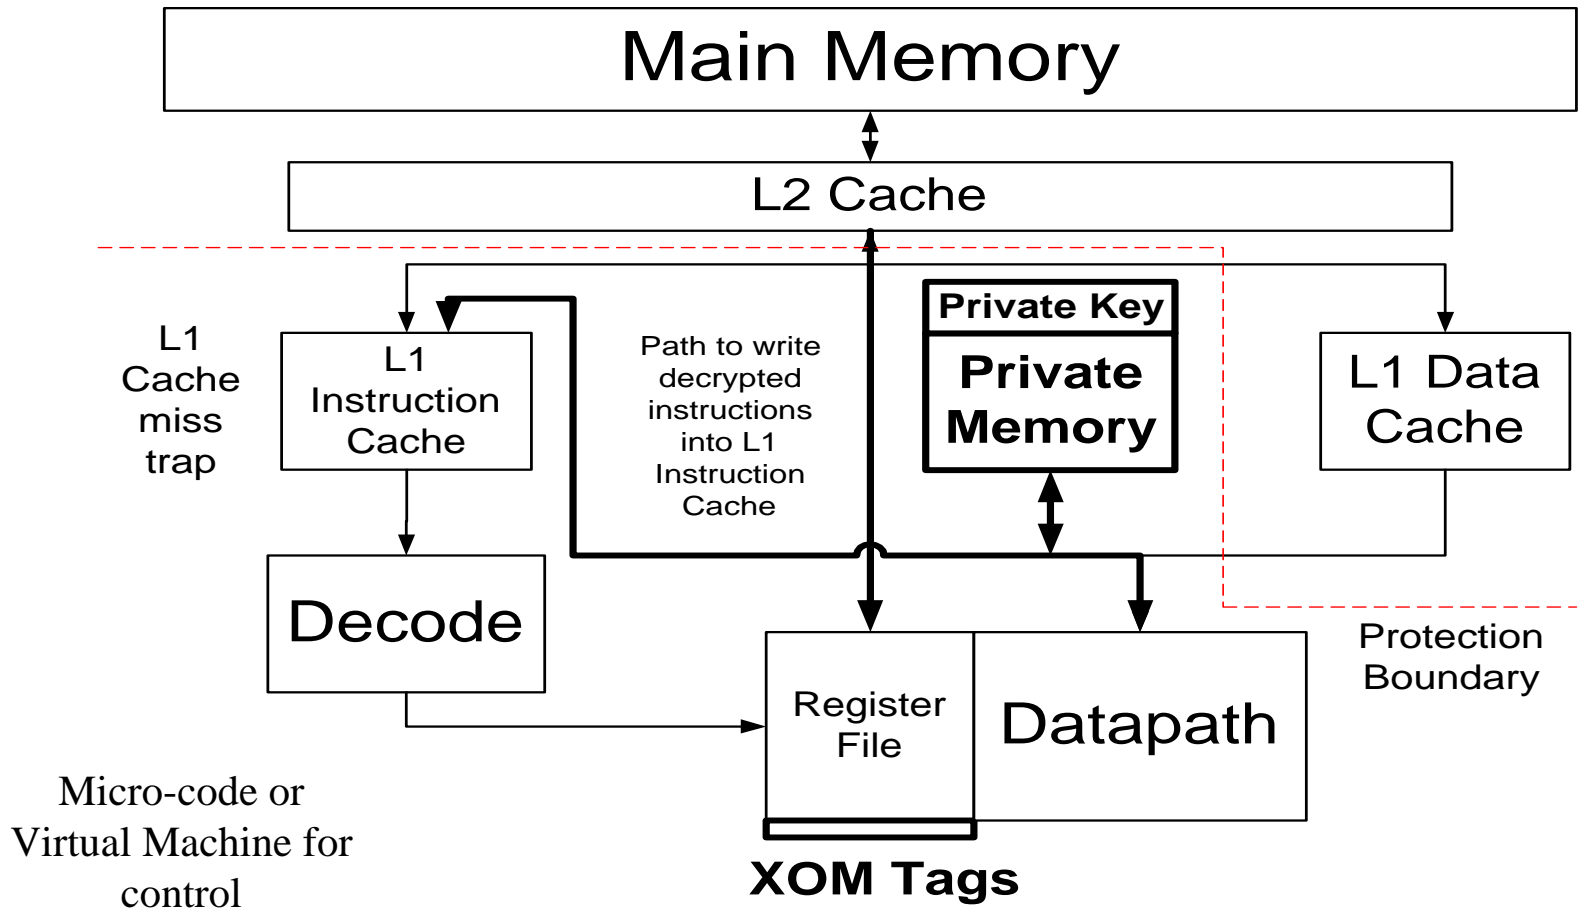 Main Memory
L2 Cache
L1
Cache
miss
trap
L1
Instruction
Cache
Path to write
decrypted
instructions
into L1
Instruction
Cache
Private Key
Private
Memory
L1 Data
Cache
Decode
Register
File
Datapath
Protection
Boundary
Micro-code or
Virtual Machine for
control
XOM Tags